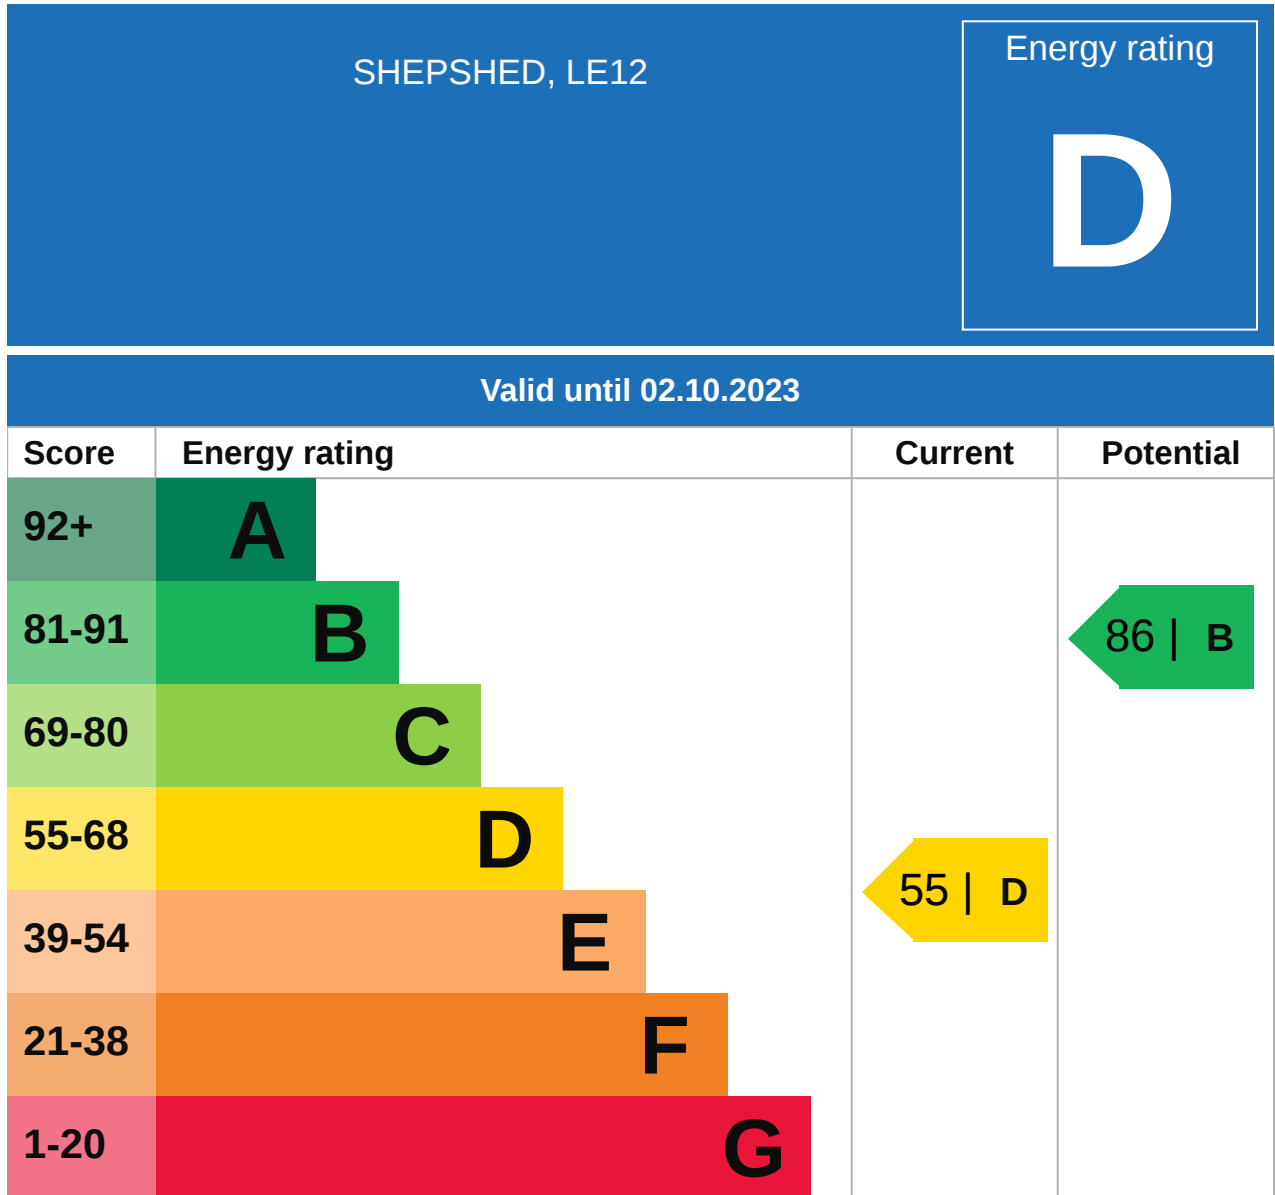 SHEPSHED, LE12
Energy rating
D
Valid until 02.10.2023
Score Energy rating Current Potential
92+ A
81-91 B 86 | B
69-80 C
55-68 D 55 | D
39-54 E
21-38 F
1-20 G